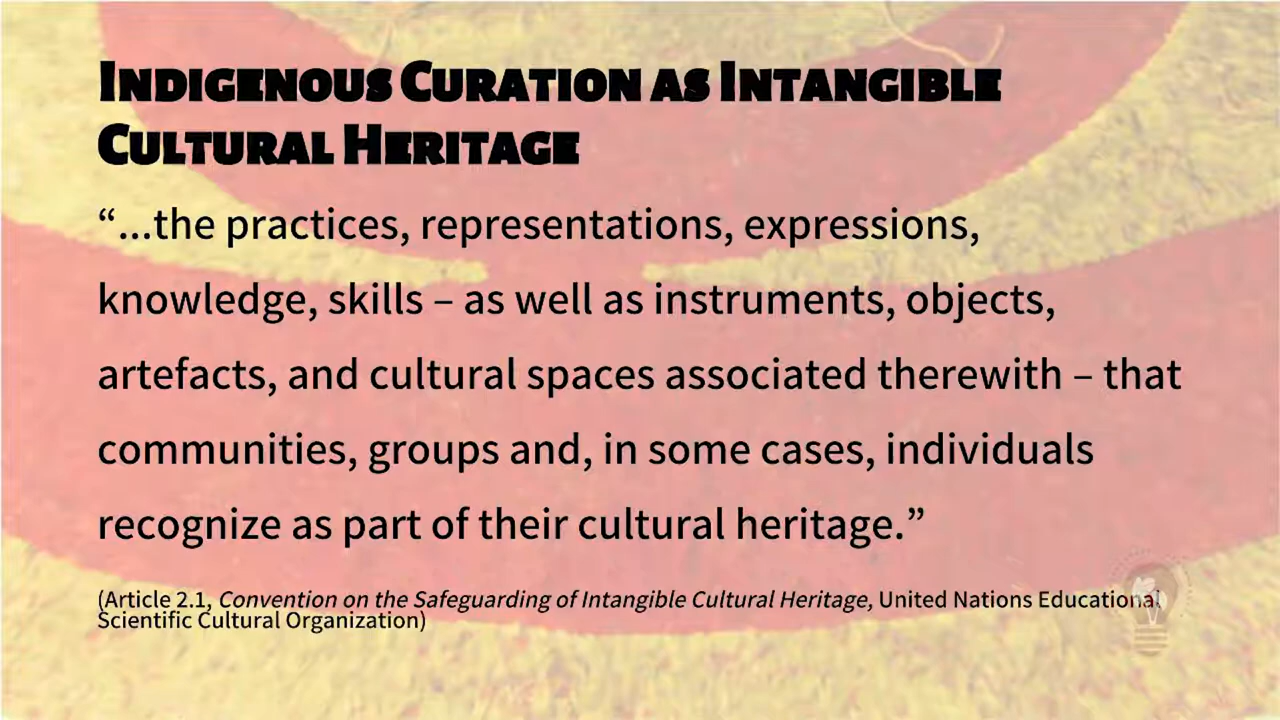 Indigenous Curation as Intangible
Cultural Heritage
“...the practices, representations, expressions,
knowledge, skills – as well as instruments, objects,
artefacts, and cultural spaces associated therewith – that
communities, groups and, in some cases, individuals
recognize as part of their cultural heritage.”
(Article 2.1, Convention on the Safeguarding of Intangible Cultural Heritage, United Nations Educational
Scientific Cultural Organization)